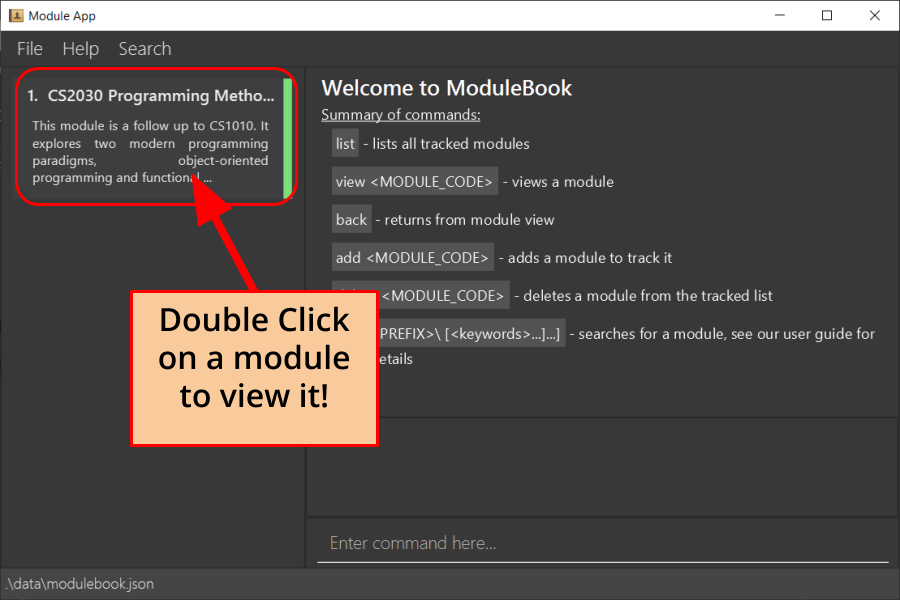 Module App
File Help Search
1. CS2030 Programming Metho...
This module is a follow up to CS1010. It
explores two modern programming
paradigms, object-oriented
programming and functional ...
Welcome to ModuleBook
Summary of commands:
list - lists all tracked modules
view <MODULE_CODE> - views a module
back - returns from module view
add <MODULE_CODE> - adds a module to track it
<MODULE_CODE> - deletes a module from the tracked list
PREFIX>\ [<keywords>...]...] - searches for a module, see our user guide for
etails
Double Click
on a module
to view it!
Enter command here...
.\data\modulebook.json